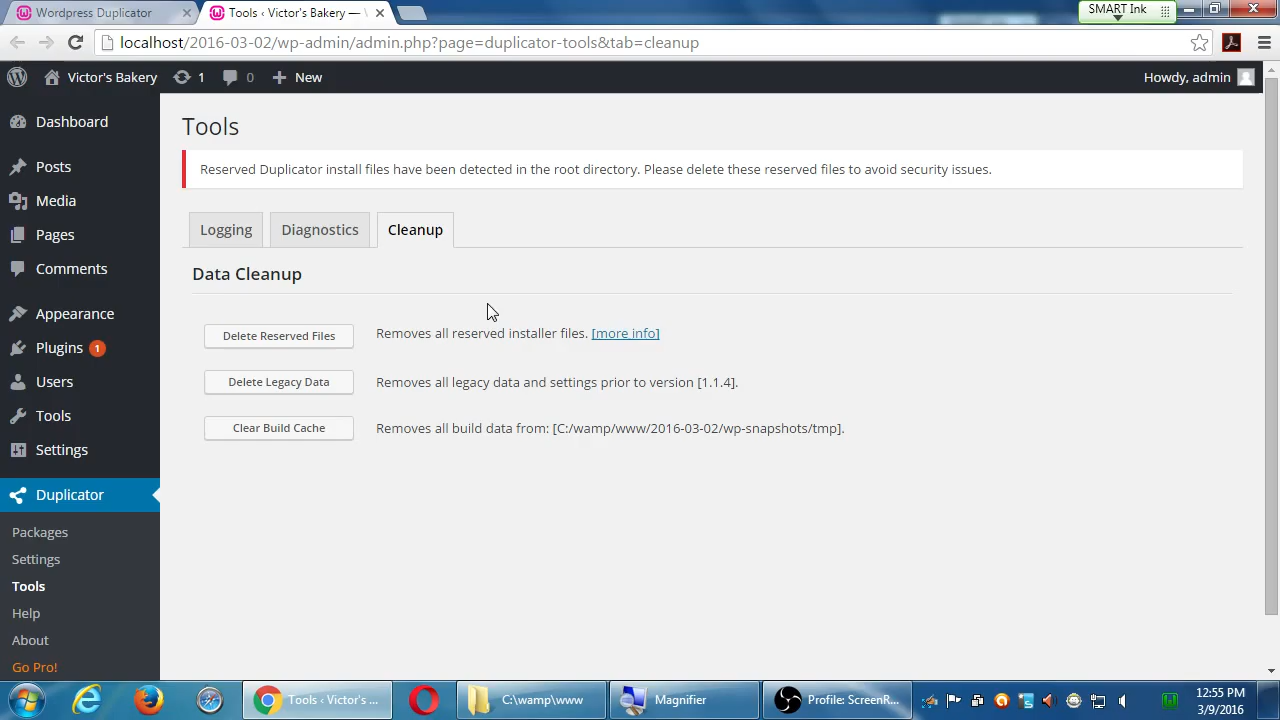 Wordpress Duplicator
Tools ‹ Victor's Bakery —
SMART Ink
localhost/2016-03-02/wp-admin/admin.php?page=duplicator-tools&tab=cleanup
Victor's Bakery
1
0
New
Howdy, admin
Dashboard
Posts
Media
Pages
Comments
Appearance
Plugins 1
Users
Tools
Settings
Duplicator
Packages
Settings
Tools
Help
About
Go Pro!
Tools
Reserved Duplicator install files have been detected in the root directory. Please delete these reserved files to avoid security issues.
Logging
Diagnostics
Cleanup
Data Cleanup
Delete Reserved Files
Removes all reserved installer files. [more info]
Delete Legacy Data
Removes all legacy data and settings prior to version [1.1.4].
Clear Build Cache
Removes all build data from: [C:/wamp/www/2016-03-02/wp-snapshots/tmp].
Tools ‹ Victor's ...
C:\wamp\www
Magnifier
Profile: ScreenR...
12:55 PM
3/9/2016